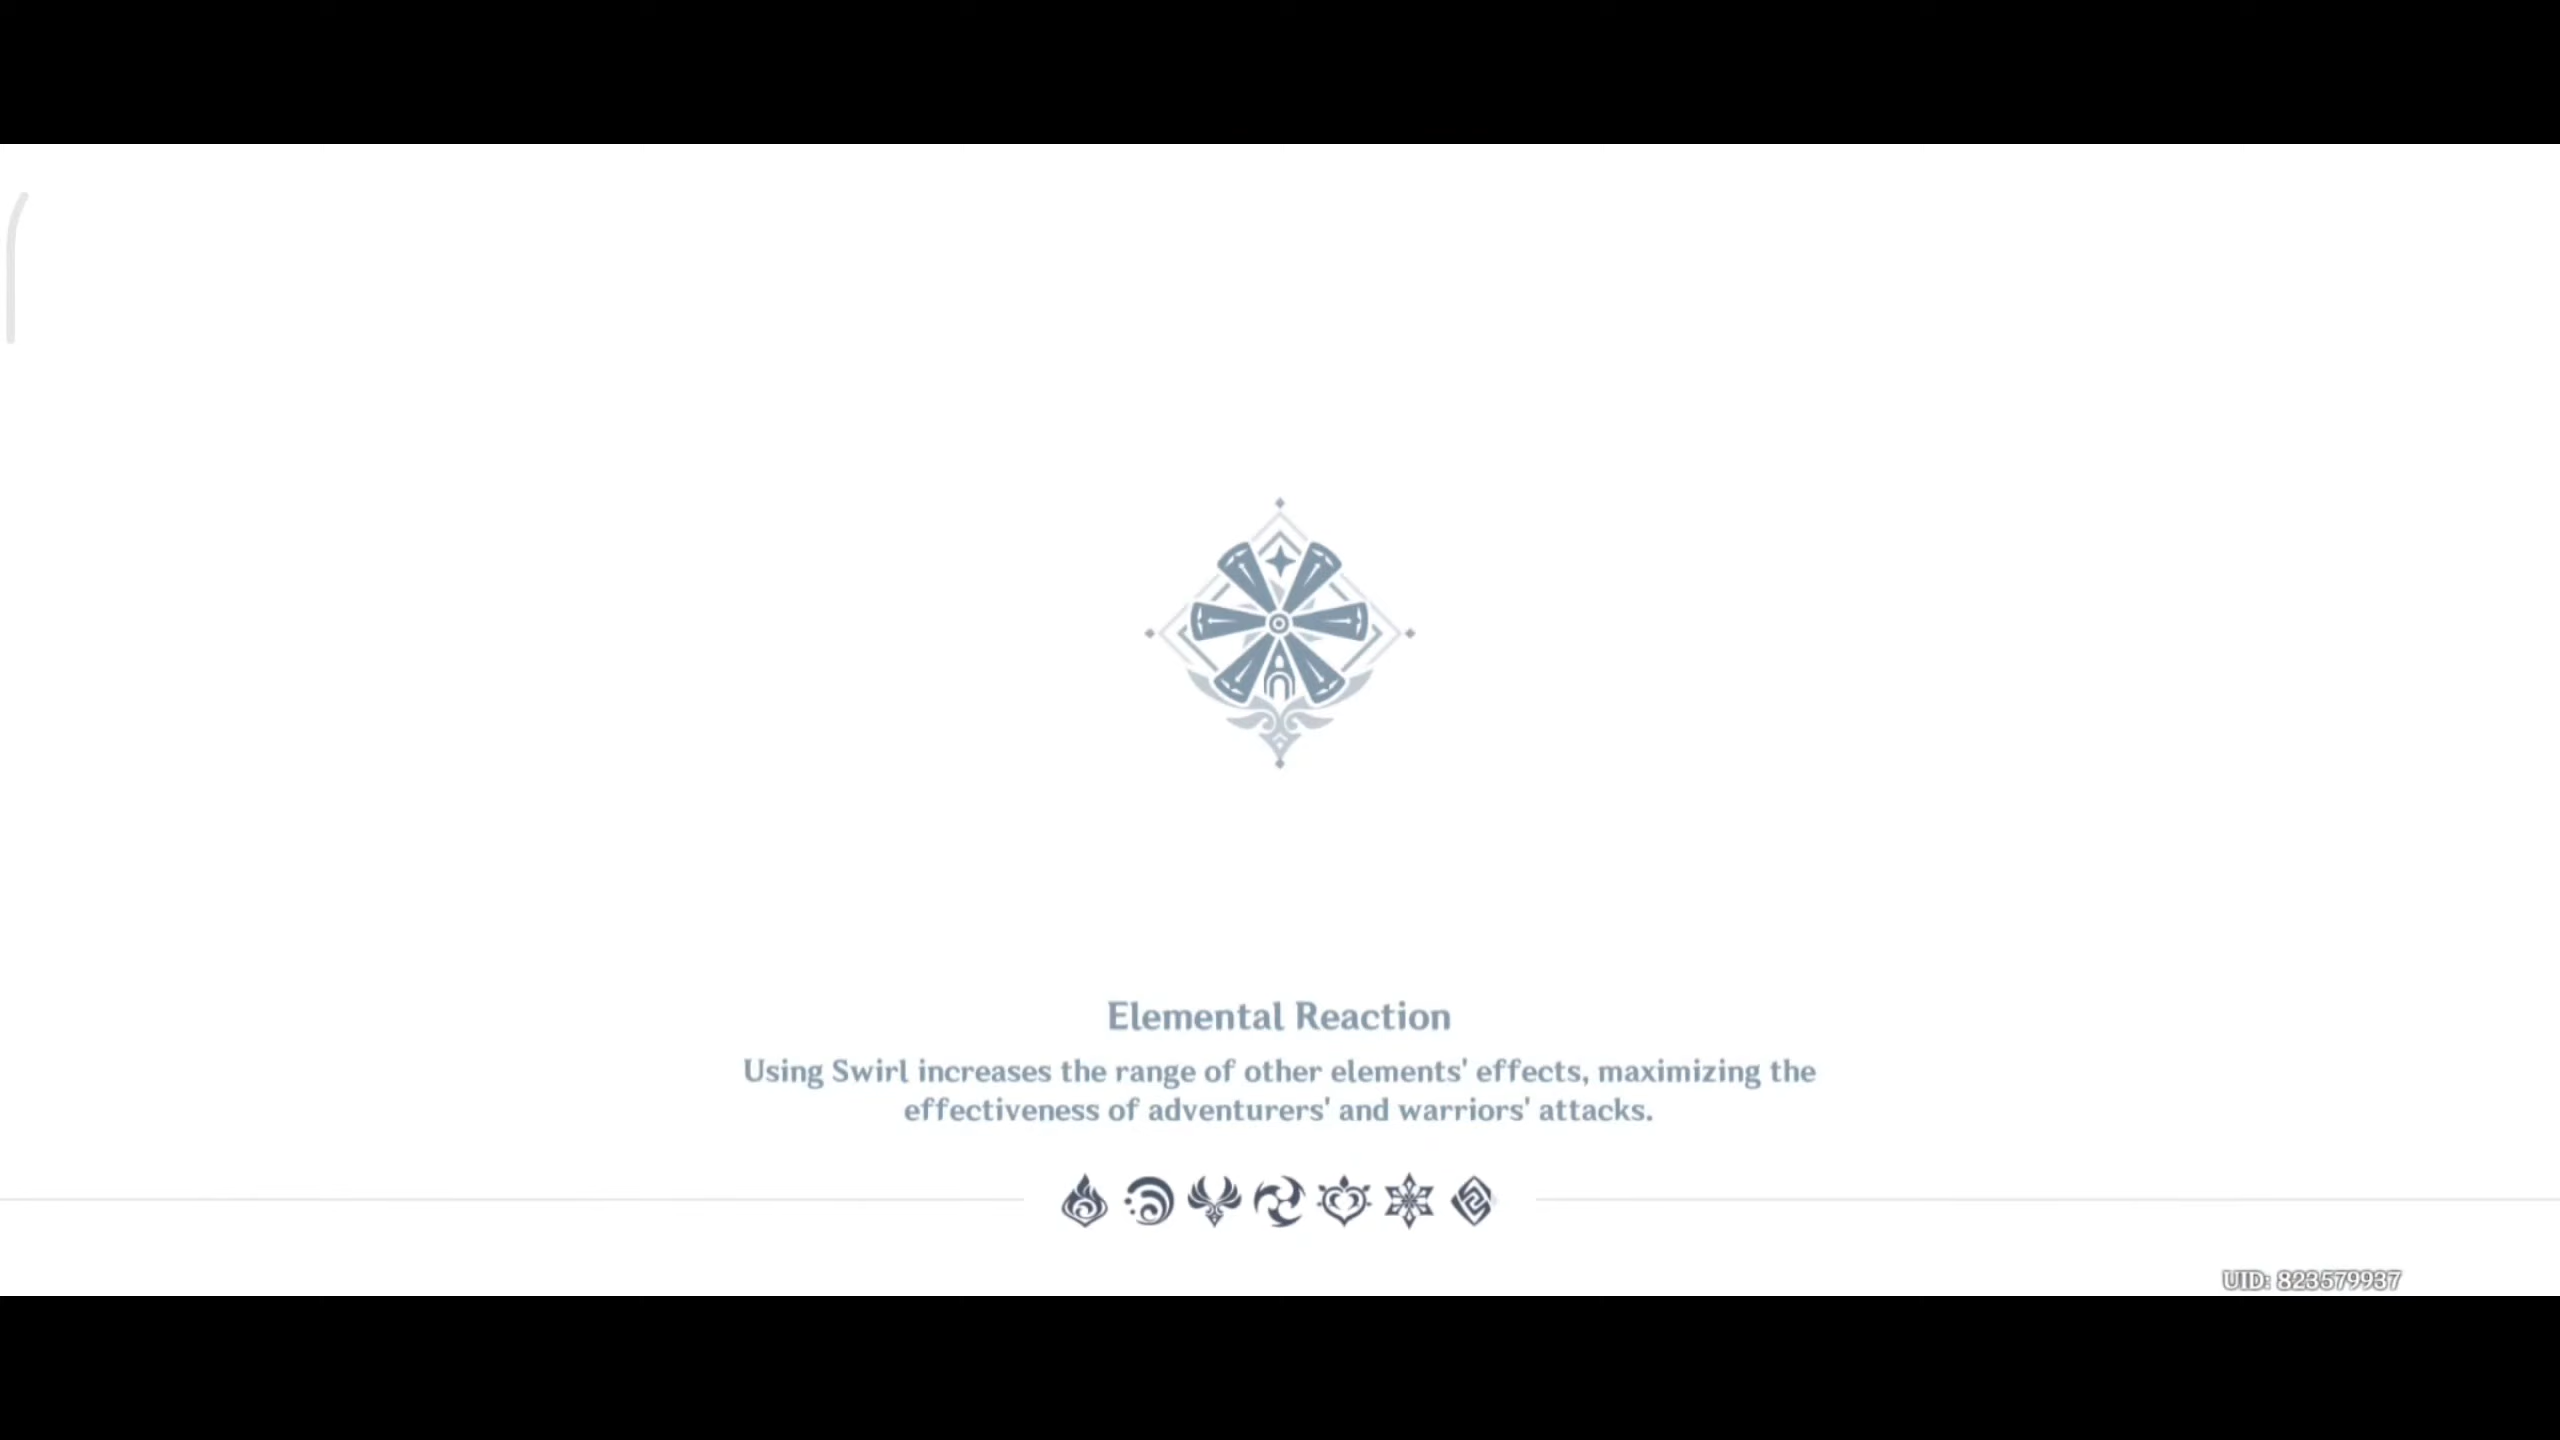 Elemental Reaction
Using Swirl increases the range of other elements' effects, maximizing the
effectiveness of adventurers' and warriors' attacks.
UID: 823579937